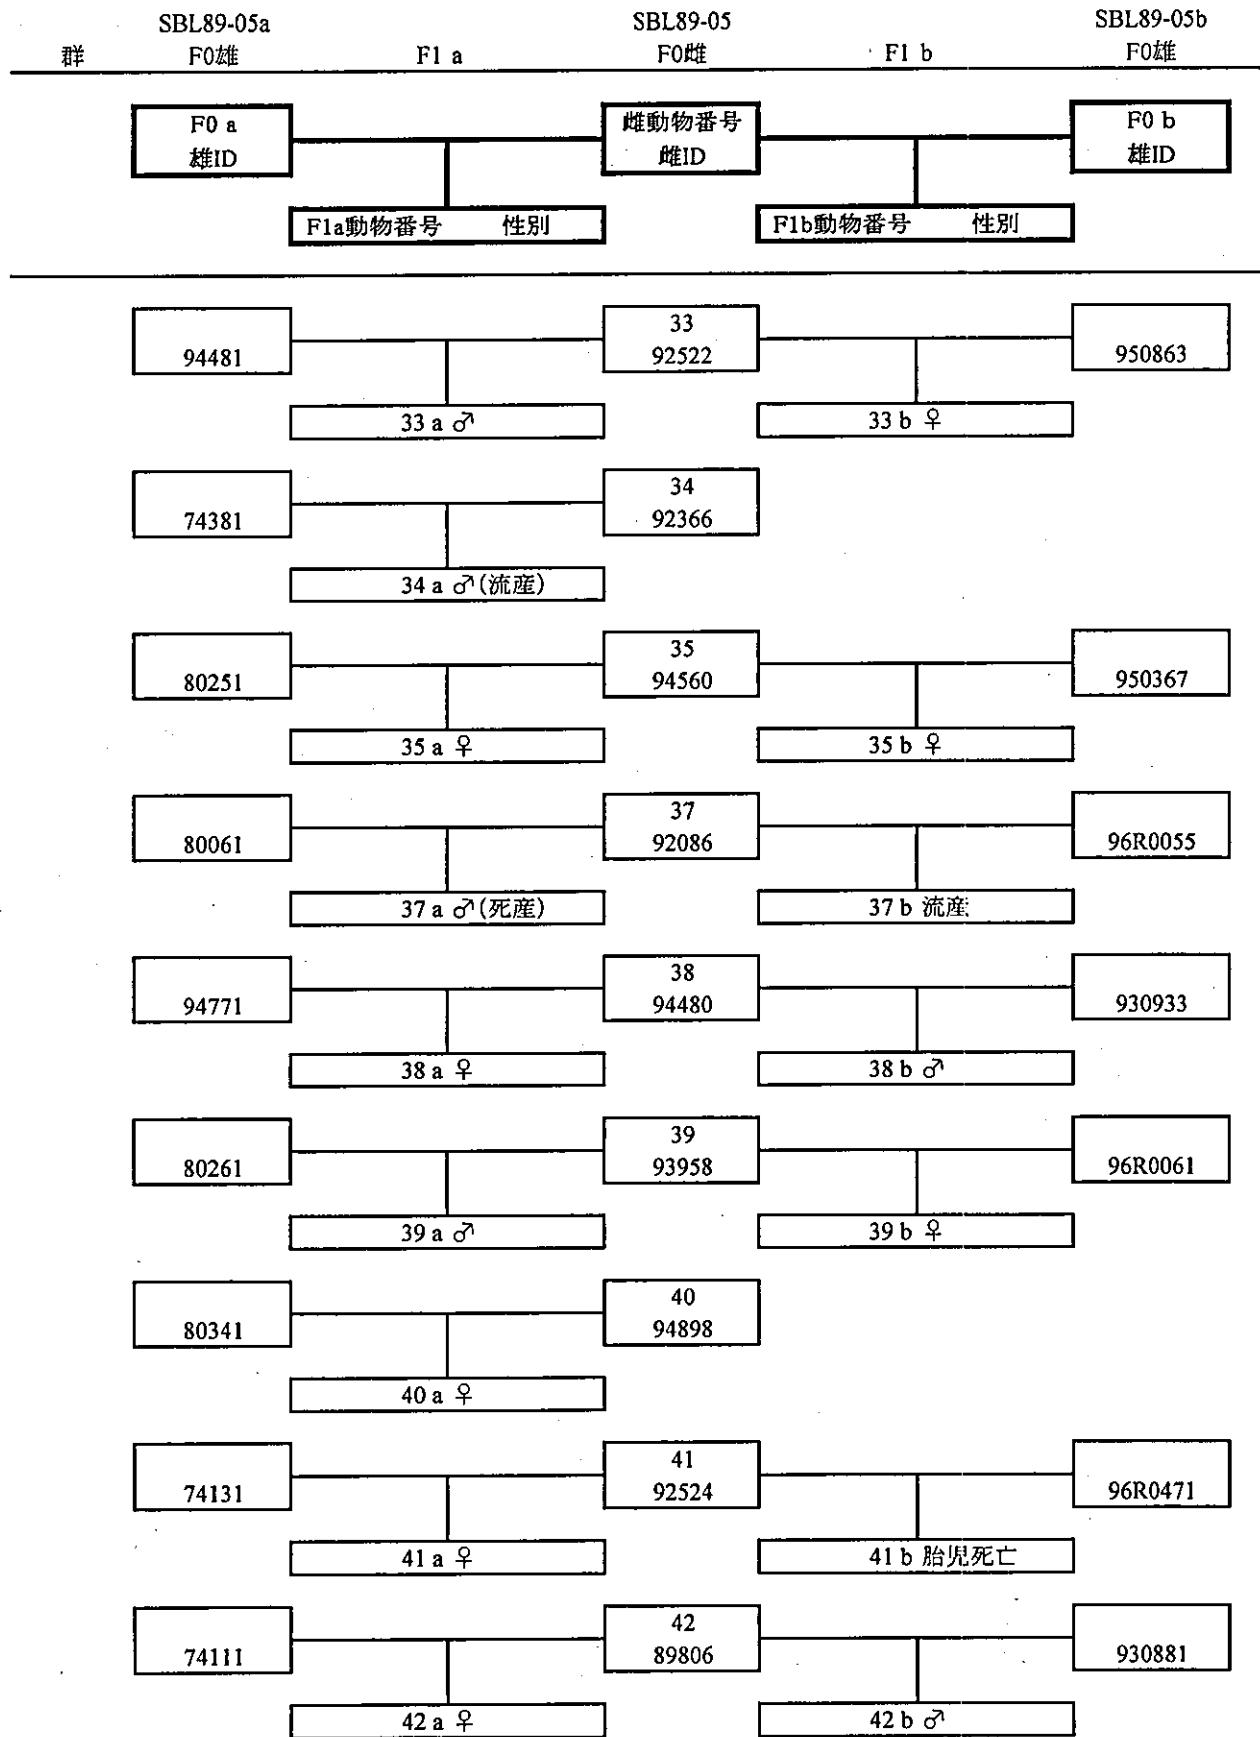 SBL89-05a SBL89-05 SBL89-05b
群 F0雄 F1 a F0雌 F1 b F0雄
F0 a 雌動物番号 F0 b
雄ID 雌ID 雄ID
F1a動物番号 性別 F1b動物番号 性別
33
94481 92522 950863
33 a ♂ 33 b ♀
34
74381 92366
34 a ♂(流産)
35
80251 94560 950367
35 a ♀ 35 b ♀
37
80061 92086 96R0055
37 a ♂(死産) 37 b 流産
38
94771 94480 930933
38 a ♀ 38 b ♂
39
80261 93958 96R0061
39 a ♂ 39 b ♀
40
80341 94898
40 a ♀
41
74131 92524 96R0471
41 a ♀ 41 b 胎児死亡
42
74111 89806 930881
42 a ♀ 42 b ♂